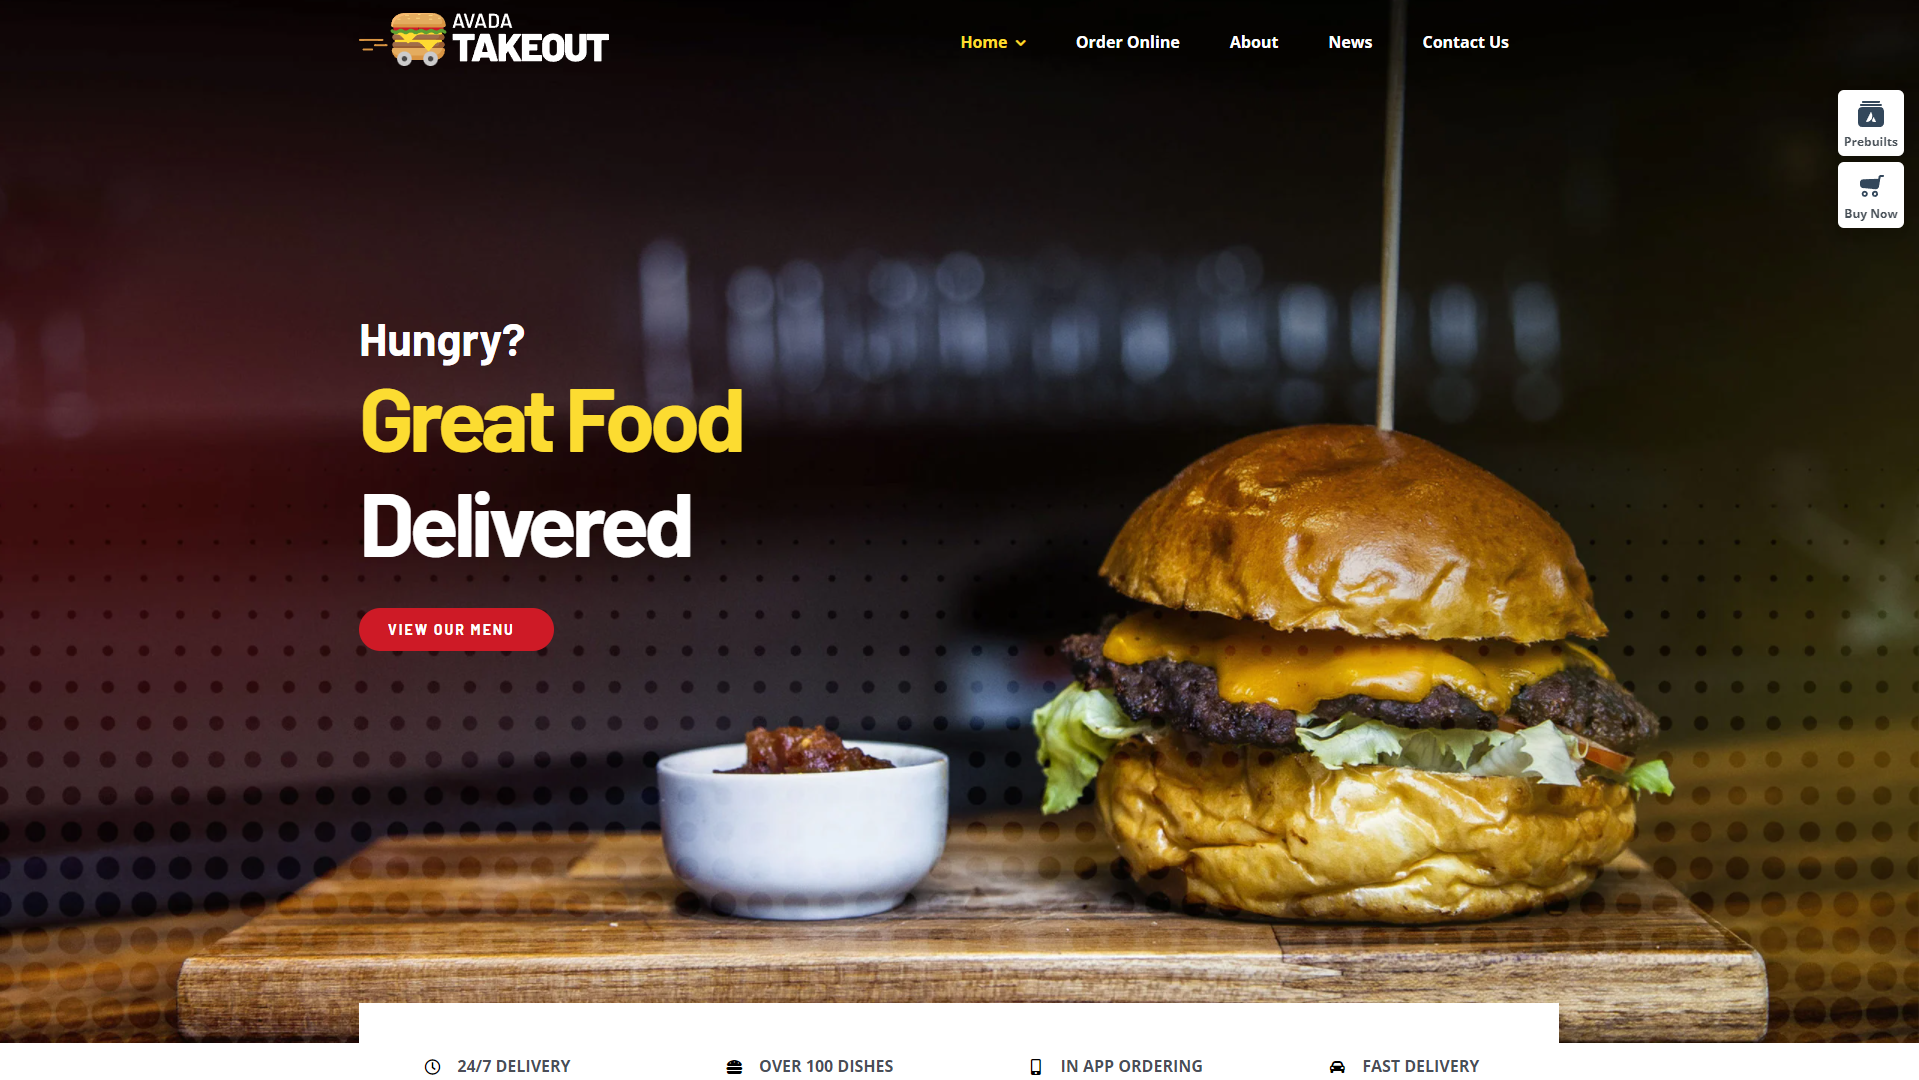 AVADA
TAKEOUT
Home
Order Online
About
News
Contact Us
Prebuilts
Buy Now
Hungry?
Great Food
Delivered
VIEW OUR MENU
24/7 DELIVERY
OVER 100 DISHES
IN APP ORDERING
FAST DELIVERY